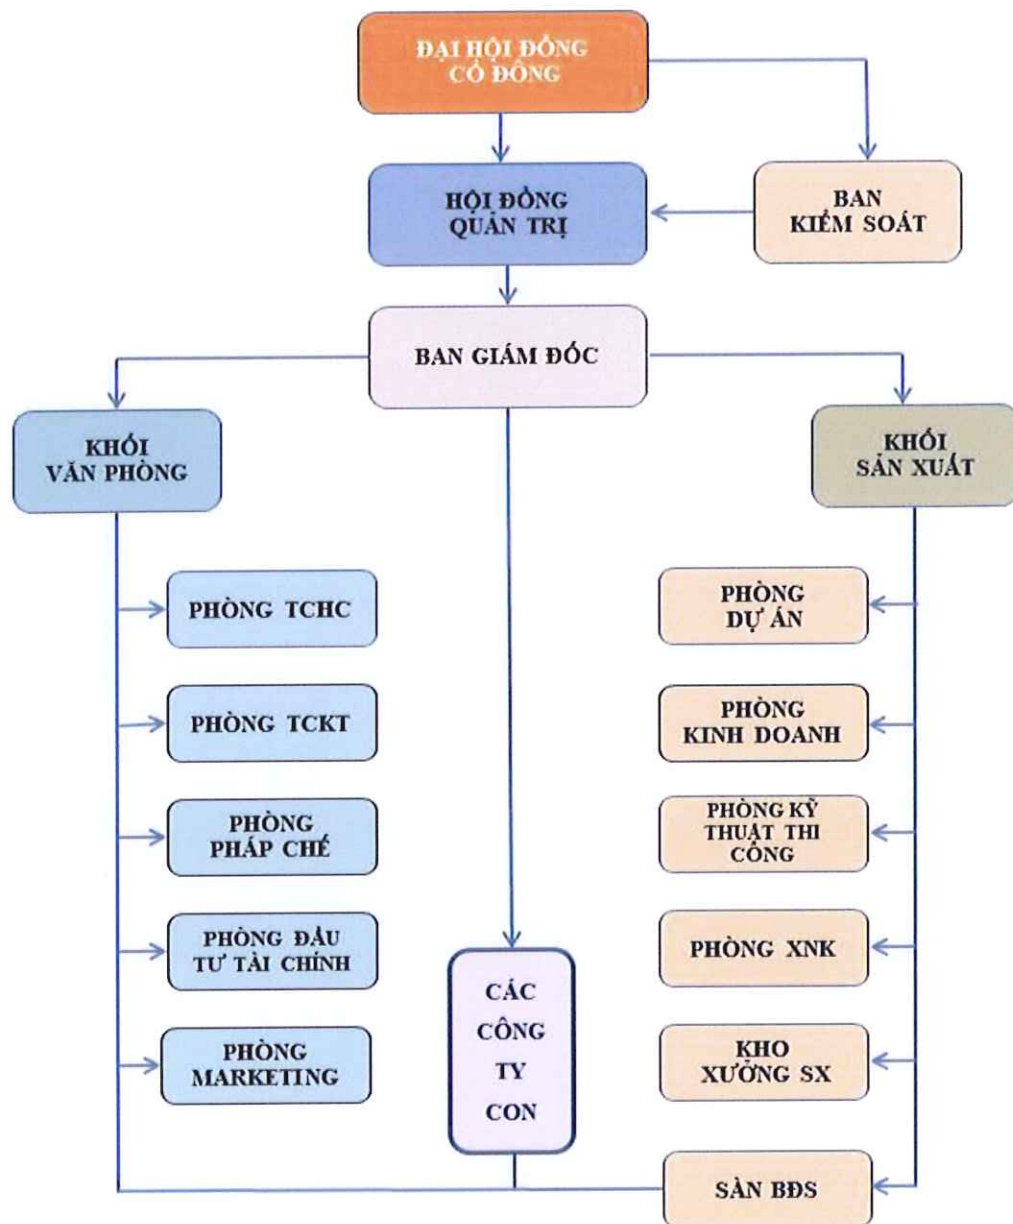 ĐẠI HỘI ĐỒNG
CỔ ĐÔNG
HỘI ĐỒNG
QUẢN TRỊ
BAN
KIỂM SOÁT
BAN GIÁM ĐỐC
KHỐI
VĂN PHÒNG
KHỐI
SẢN XUẤT
PHÒNG TCHC
PHÒNG
DỰ ÁN
PHÒNG TCKT
PHÒNG
KINH DOANH
PHÒNG
PHÁP CHẾ
PHÒNG KỸ
THUẬT THI
CÔNG
PHÒNG ĐẦU
TƯ TÀI CHÍNH
PHÒNG XNK
CÁC
CÔNG
TY
CON
PHÒNG
MARKETING
KHO
XƯỞNG SX
SÀN BĐS